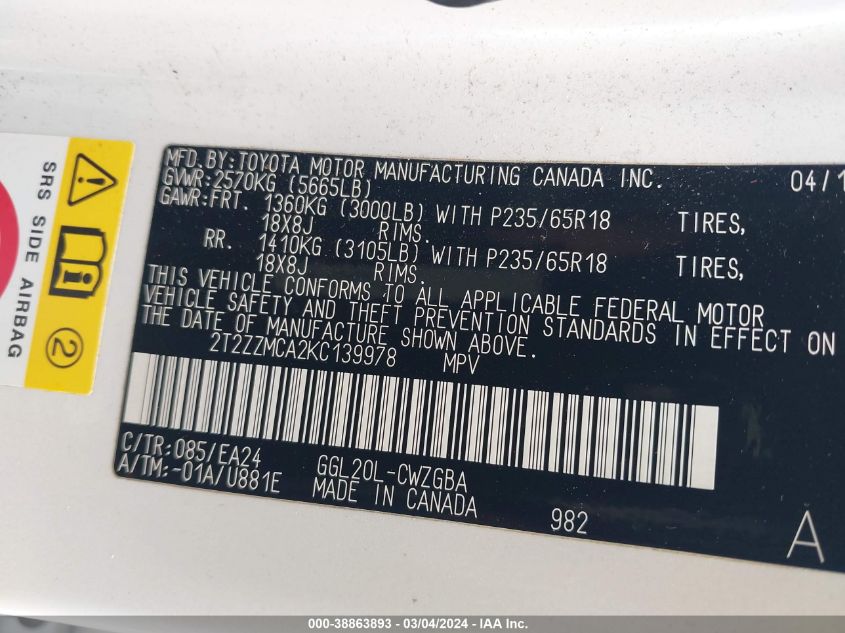 MFD. BY: TOYOTA MOTOR MANUFACTURING CANADA INC. 04/1
GVWR: 2570KG (5665LB)
GAWR: FRT. 1360KG (3000LB) WITH P235/65R18 TIRES,
18X8J RIMS.
RR. 1410KG (3105LB) WITH P235/65R18 TIRES,
18X8J RIMS.
THIS VEHICLE CONFORMS TO ALL APPLICABLE FEDERAL MOTOR
VEHICLE SAFETY AND THEFT PREVENTION STANDARDS IN EFFECT ON
THE DATE OF MANUFACTURE SHOWN ABOVE.
2T2ZZMCA2KC139978 MPV
C/TR: 085/EA24 GGL20L-CWZGBA
A/TM: -01A/U881E MADE IN CANADA 982 A
SRS SIDE AIRBAG
2
000-38863893 - 03/04/2024 - IAA Inc.